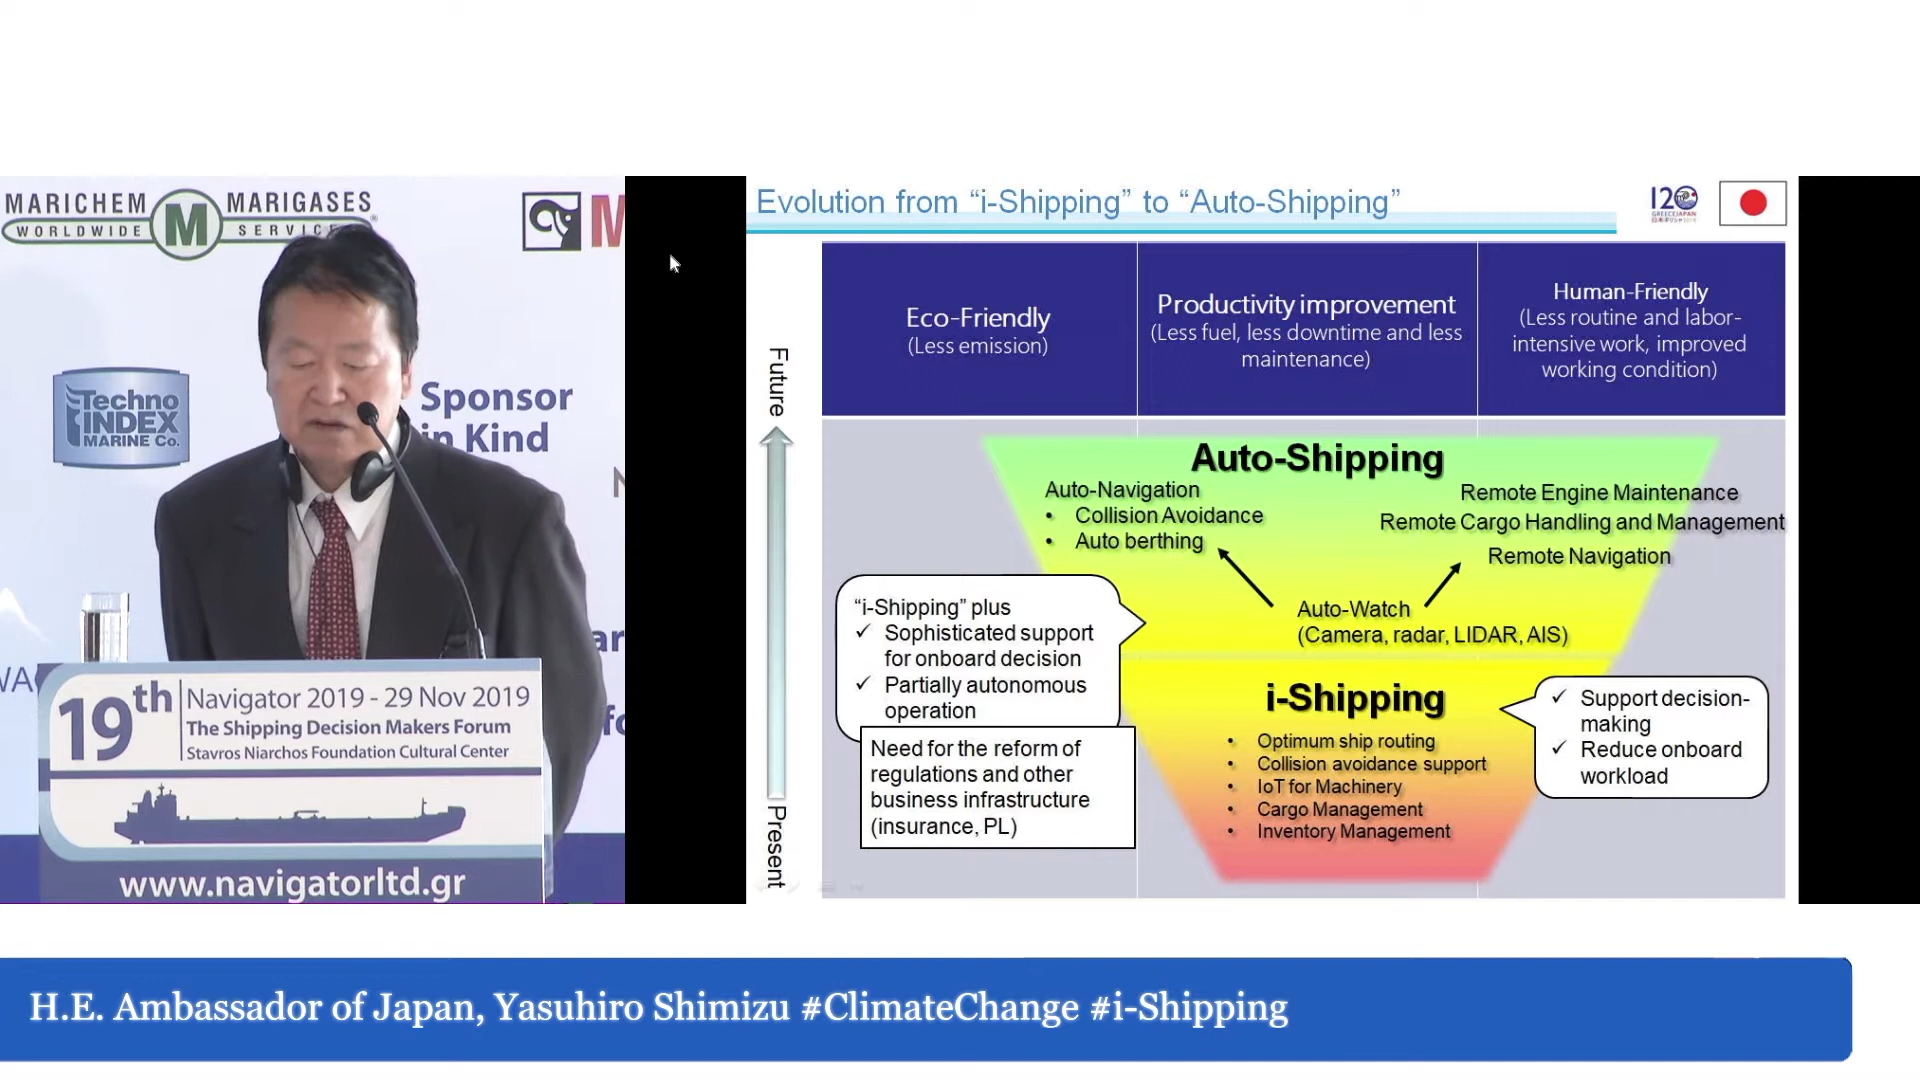 MARICHEM
WORLDWIDE
M
MARIGASES
SERVICES
M
Techno
INDEX
MARINE Co.
Sponsor
in Kind
19th
Navigator 2019 - 29 Nov 2019
The Shipping Decision Makers Forum
Stavros Niarchos Foundation Cultural Center
www.navigatorltd.gr
Evolution from “i-Shipping” to “Auto-Shipping”
120
GREECE JAPAN
Future
Present
Eco-Friendly
(Less emission)
Productivity improvement
(Less fuel, less downtime and less
maintenance)
Human-Friendly
(Less routine and labor-
intensive work, improved
working condition)
Auto-Shipping
Auto-Navigation
• Collision Avoidance
• Auto berthing
Remote Engine Maintenance
Remote Cargo Handling and Management
Remote Navigation
Auto-Watch
(Camera, radar, LIDAR, AIS)
“i-Shipping” plus
✓ Sophisticated support
for onboard decision
✓ Partially autonomous
operation
Need for the reform of
regulations and other
business infrastructure
(insurance, PL)
i-Shipping
• Optimum ship routing
• Collision avoidance support
• IoT for Machinery
• Cargo Management
• Inventory Management
✓ Support decision-
making
✓ Reduce onboard
workload
H.E. Ambassador of Japan, Yasuhiro Shimizu #ClimateChange #i-Shipping